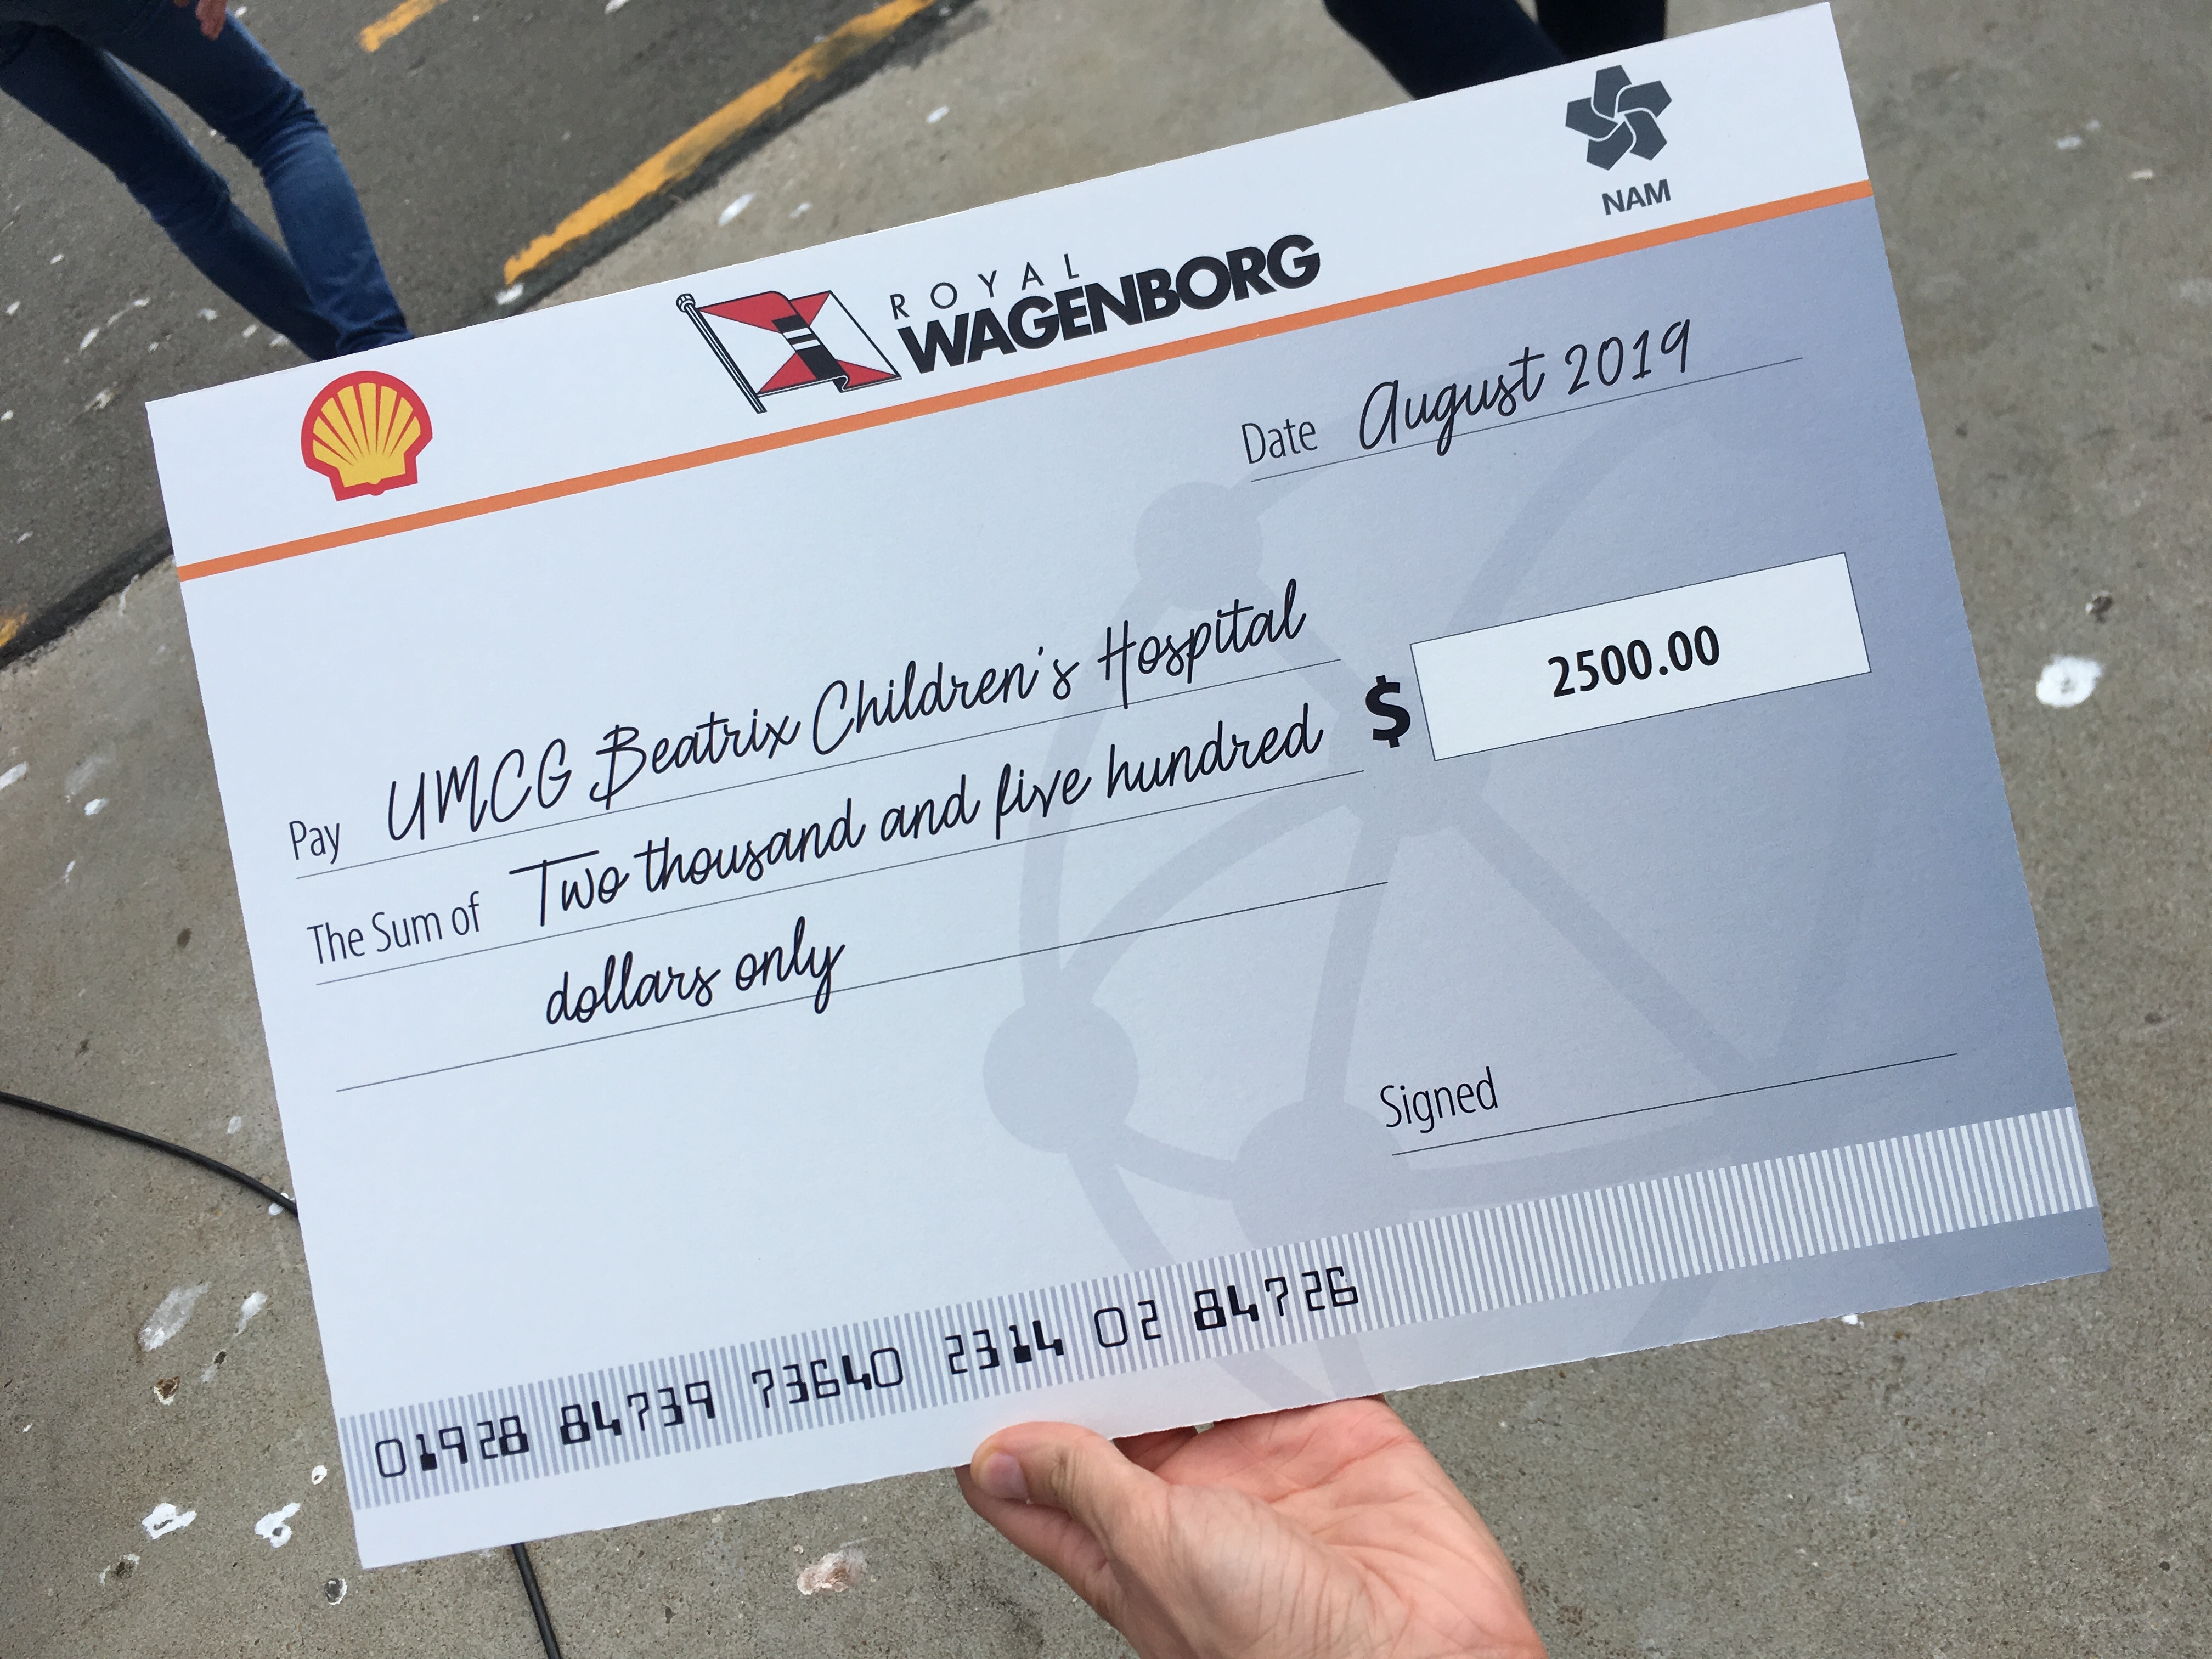 NAM
ROYAL
WAGENBORG
Date August 2019
Pay UMCG Beatrix Children's Hospital
$ 2500.00
The Sum of Two thousand and five hundred
dollars only
Signed
01928 84739 73640 2314 02 84726